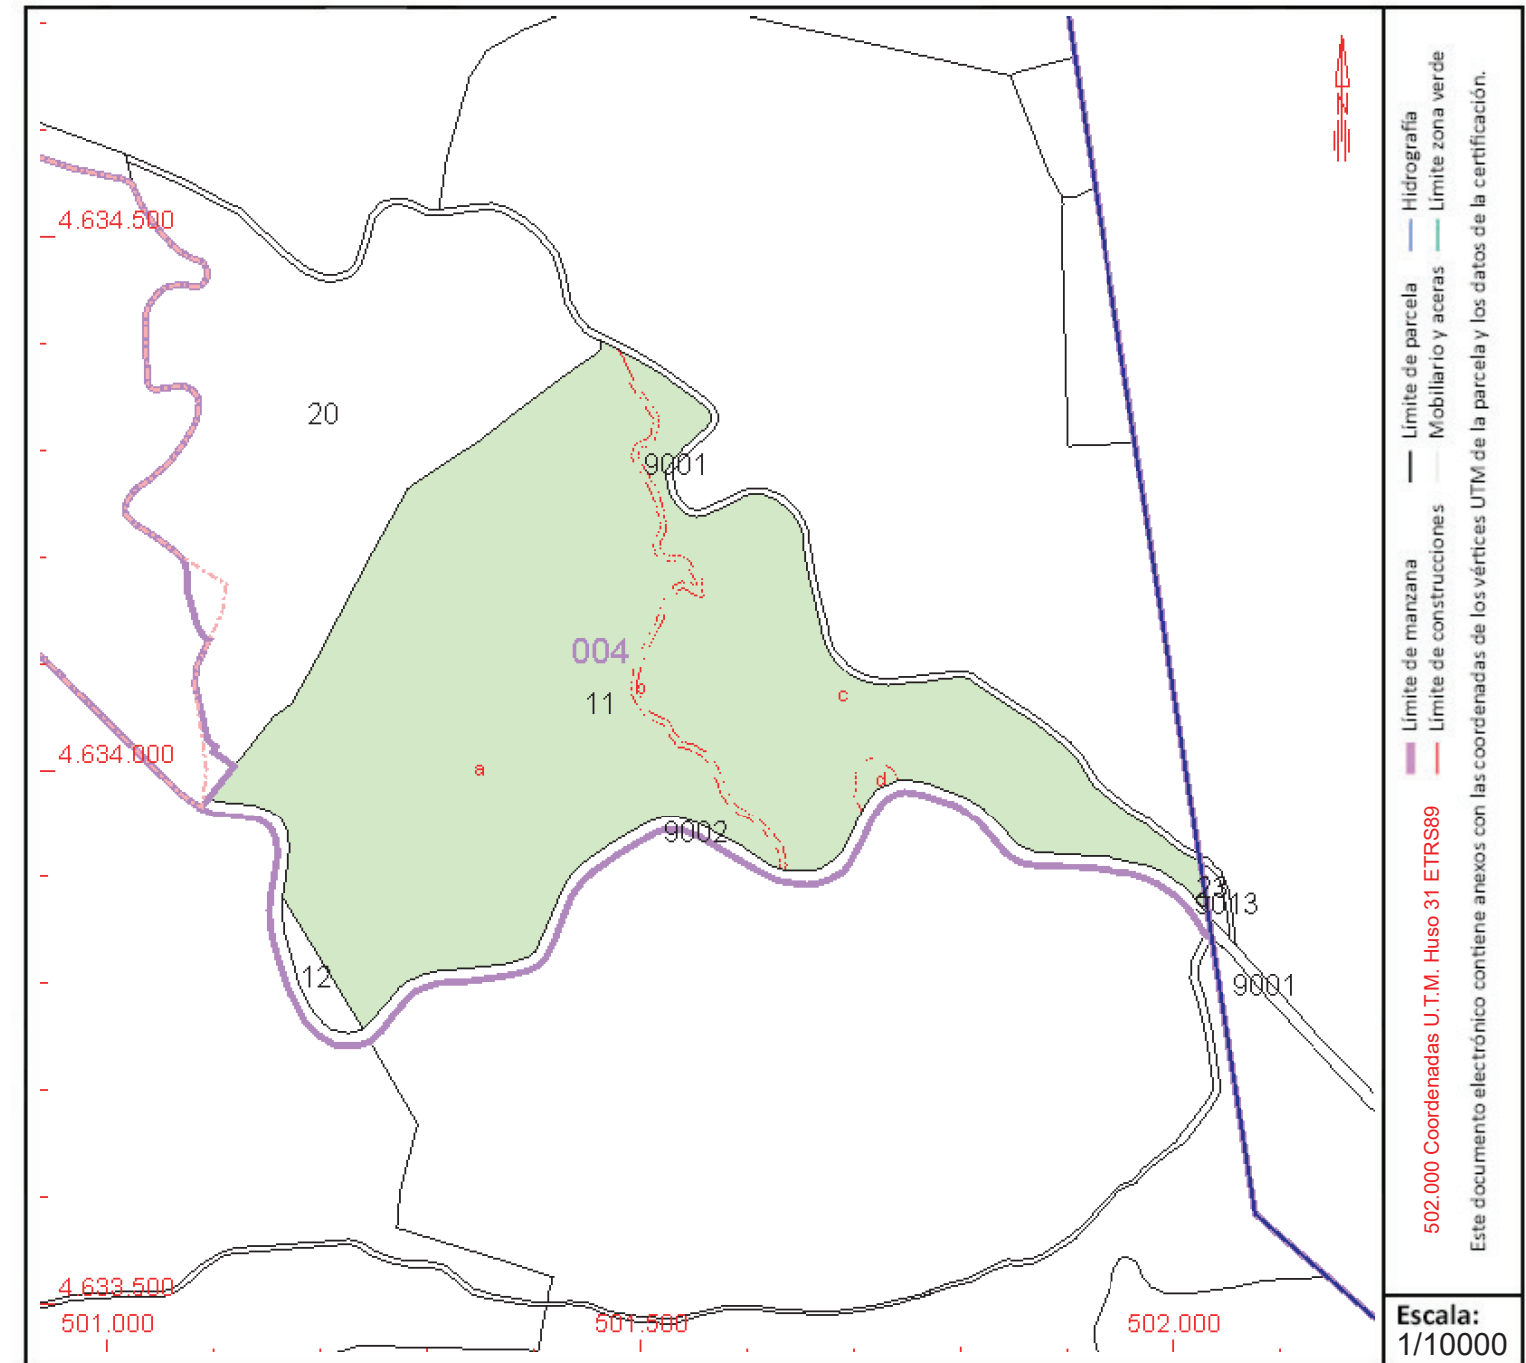 4.634.500
20
9001
004
11
c
b
4.634.000
a
d
9002
23
9013
12
9001
4.633.500
501.000
501.500
502.000
N
Límite de manzana
Límite de parcela
Hidrografía
Límite de construcciones
Mobiliario y aceras
Límite zona verde
502.000 Coordenadas U.T.M. Huso 31 ETRS89
Este documento electrónico contiene anexos con las coordenadas de los vértices UTM de la parcela y los datos de la certificación.
Escala:
1/10000